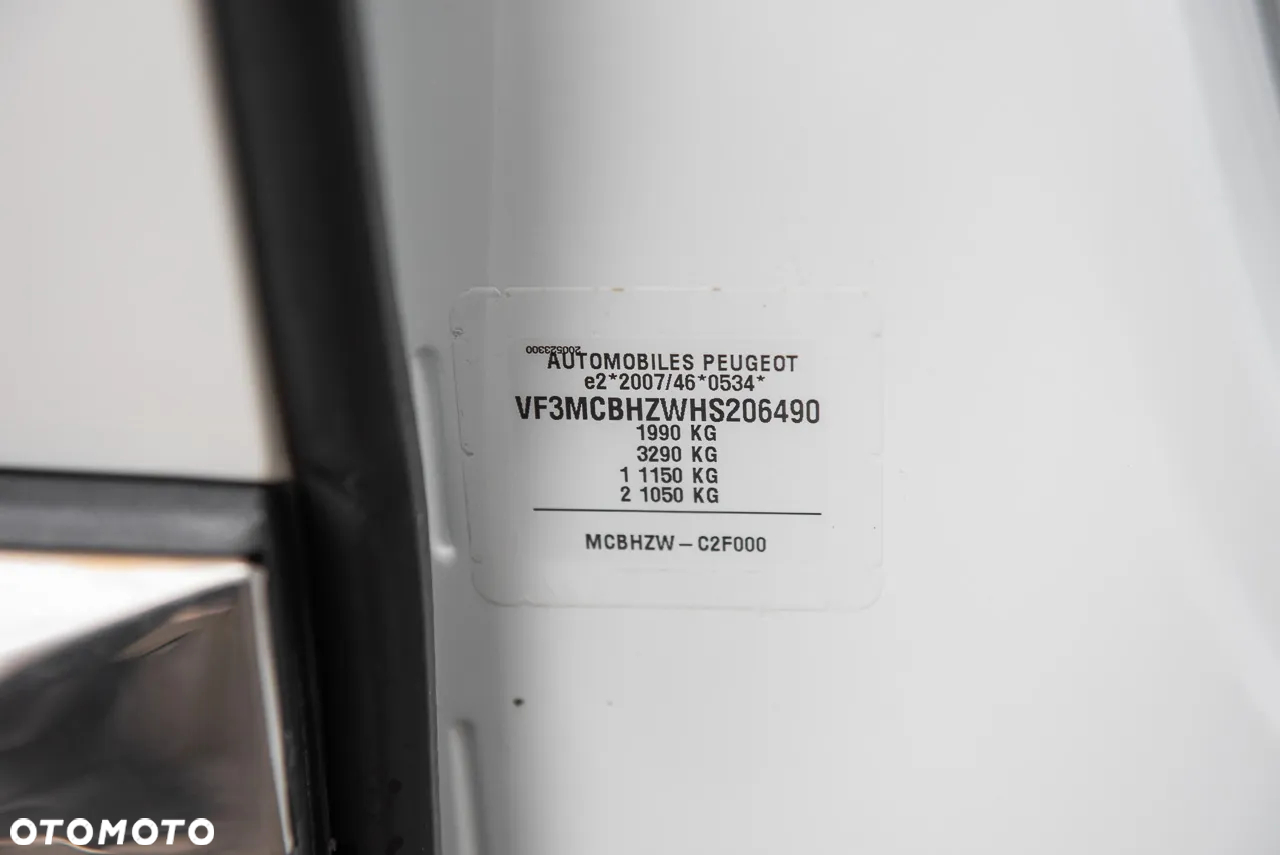 200523300
AUTOMOBILES PEUGEOT
e2*2007/46*0534*
VF3MCBHZWHS206490
1990 KG
3290 KG
1 1150 KG
2 1050 KG
MCBHZW – C2F000
OTOMOTO